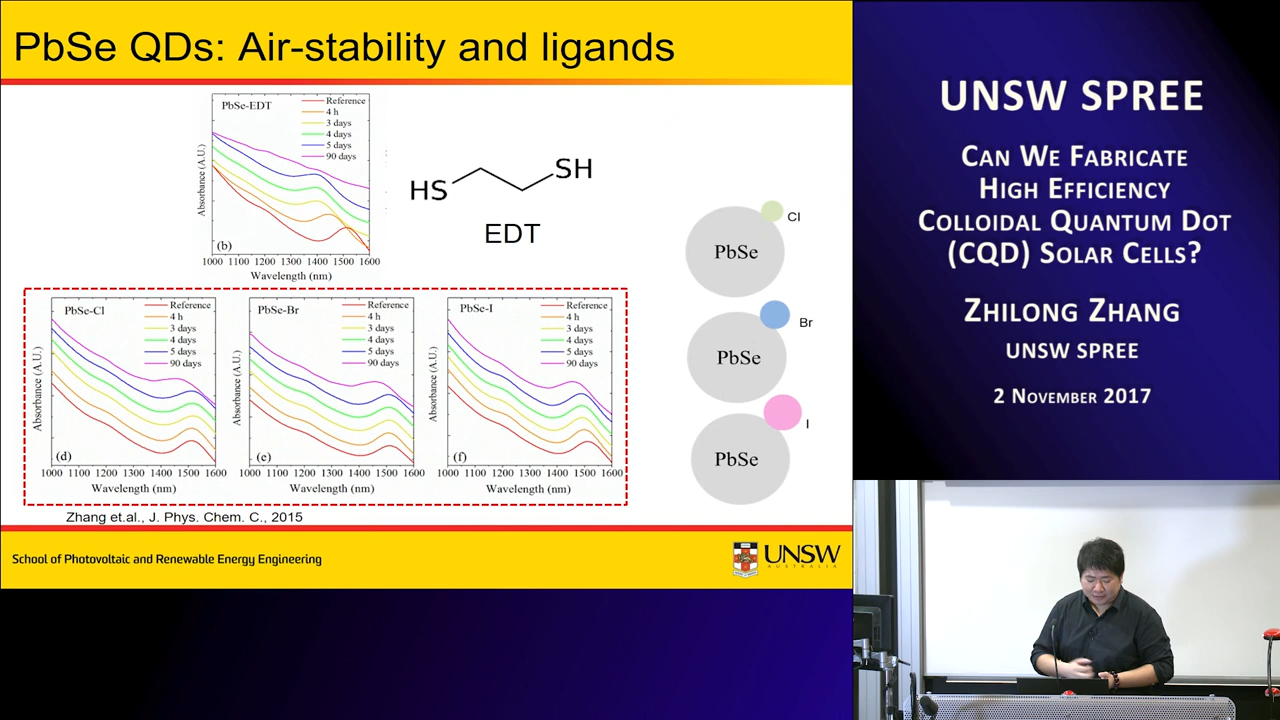 PbSe QDs: Air-stability and ligands
PbSe-EDT
Reference
4 h
3 days
4 days
5 days
90 days
Absorbance (A.U.)
(b)
1000 1100 1200 1300 1400 1500 1600
Wavelength (nm)
HS
SH
EDT
PbSe-Cl
Reference
4 h
3 days
4 days
5 days
90 days
Absorbance (A.U.)
(d)
1000 1100 1200 1300 1400 1500 1600
Wavelength (nm)
PbSe-Br
Reference
4 h
3 days
4 days
5 days
90 days
Absorbance (A.U.)
(e)
1000 1100 1200 1300 1400 1500 1600
Wavelength (nm)
PbSe-I
Reference
4 h
3 days
4 days
5 days
90 days
Absorbance (A.U.)
(f)
1000 1100 1200 1300 1400 1500 1600
Wavelength (nm)
Cl
PbSe
Br
PbSe
I
PbSe
Zhang et.al., J. Phys. Chem. C., 2015
School of Photovoltaic and Renewable Energy Engineering
UNSW
AUSTRALIA
UNSW SPREE
Can We Fabricate
High Efficiency
Colloidal Quantum Dot
(CQD) Solar Cells?
Zhilong Zhang
UNSW SPREE
2 November 2017